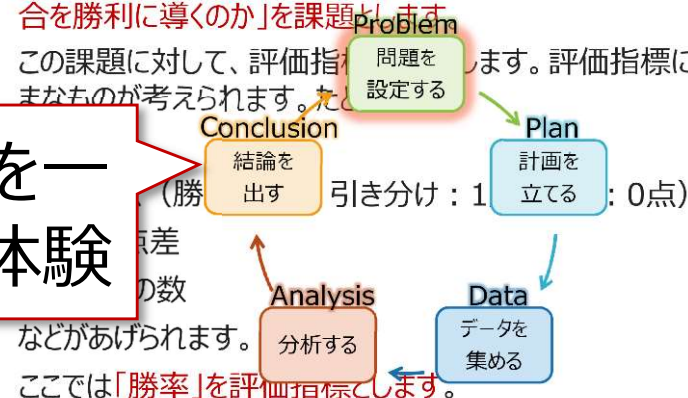 合を勝利に導くのか」を課題とします。
Problem
この課題に対して、評価指
問題を
設定する
します。評価指標に
まなものが考えられます。たと
Conclusion
Plan
を一
体験
結論を
出す
計画を
立てる
(勝
引き分け:1
:0点)
点差
の数
Analysis
Data
分析する
データを
集める
などがあげられます。
ここでは「勝率」を評価指標とします。